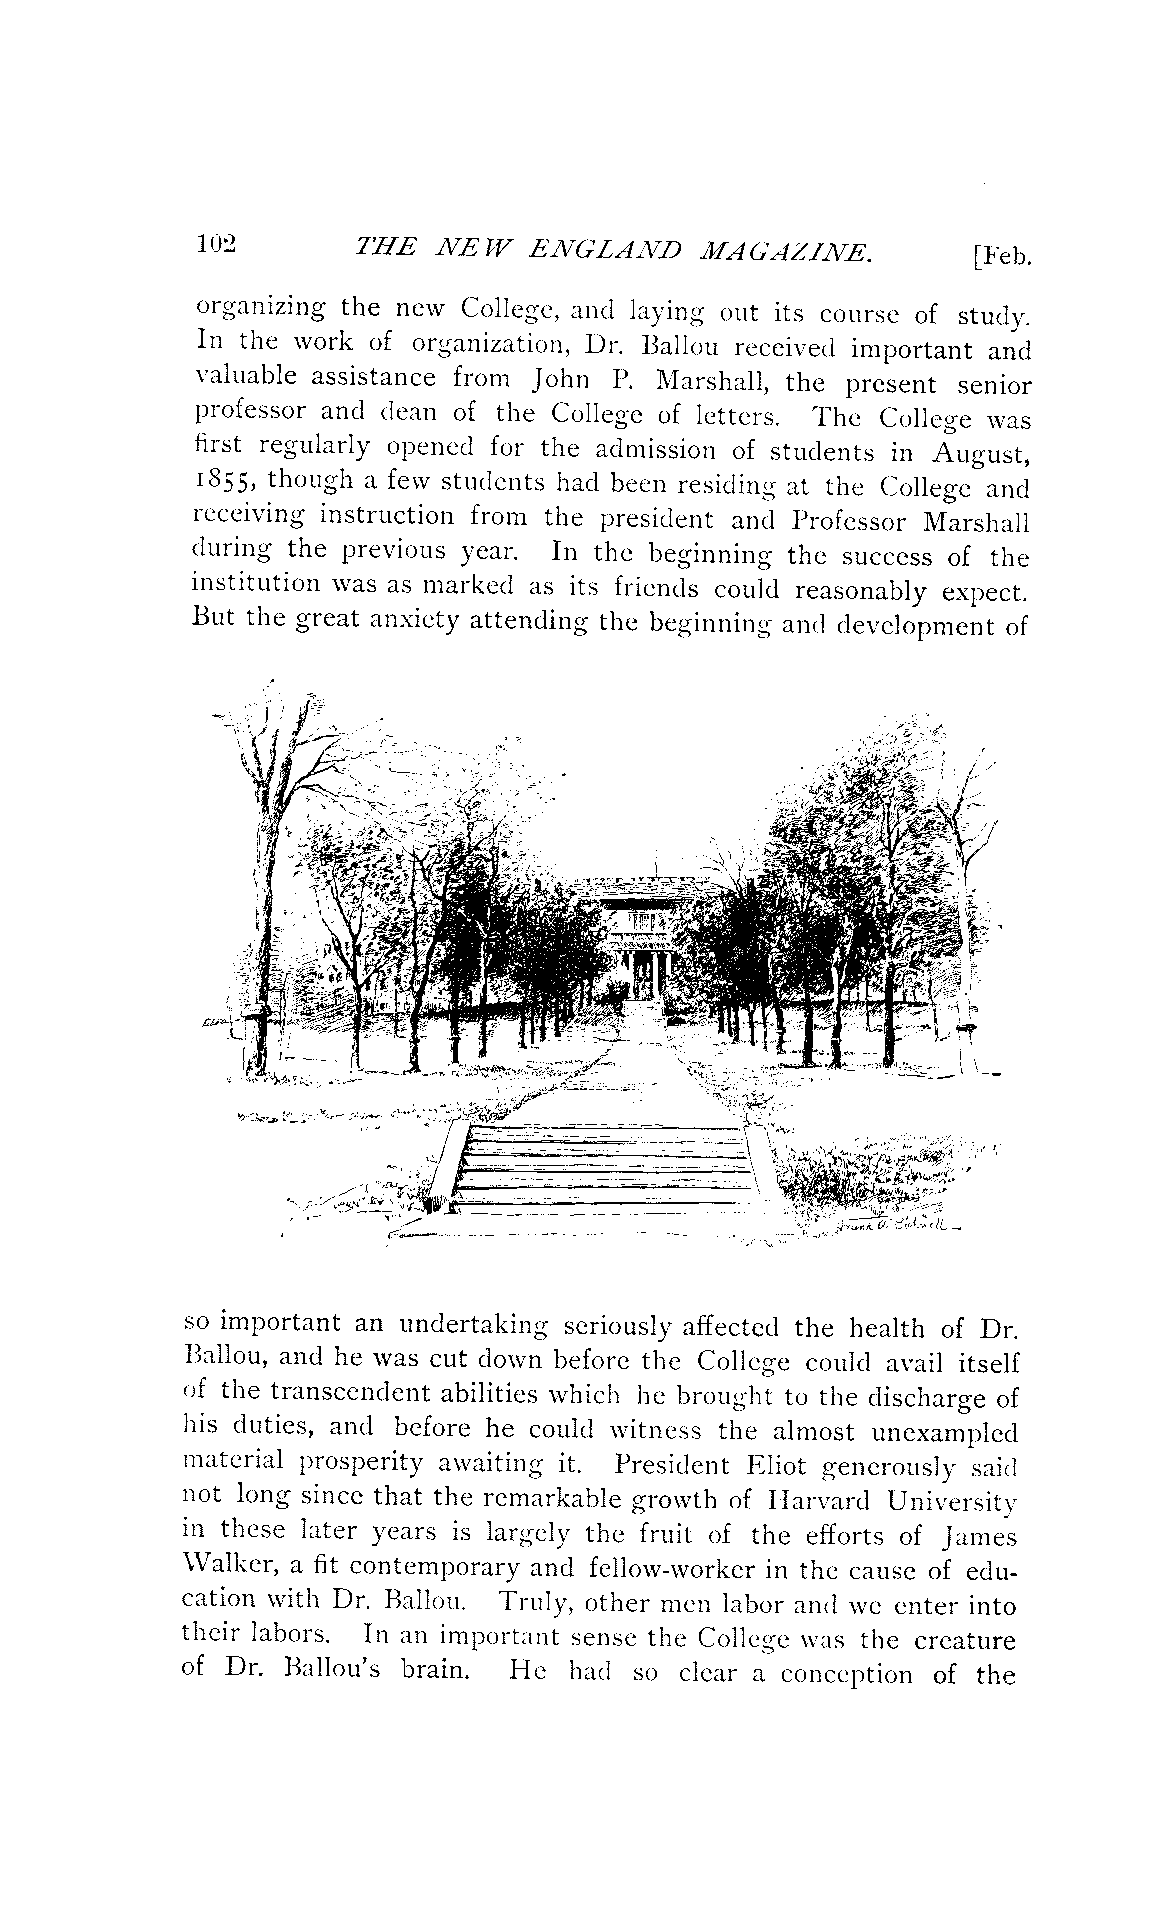 102 THE NEW ENGLAND MAGAZINE. [Feb.
organizing the new College, and laying out its course of study.
In the work of organization, Dr. Ballou received important and
valuable assistance from John P. Marshall, the present senior
professor and dean of the College of letters. The College was
first regularly opened for the admission of students in August,
1855, though a few students had been residing at the College and
receiving instruction from the president and Professor Marshall
during the previous year. In the beginning the success of the
institution was as marked as its friends could reasonably expect.
But the great anxiety attending the beginning and development of
Frank A.
so important an undertaking seriously affected the health of Dr.
Ballou, and he was cut down before the College could avail itself
of the transcendent abilities which he brought to the discharge of
his duties, and before he could witness the almost unexampled
material prosperity awaiting it. President Eliot generously said
not long since that the remarkable growth of Harvard University
in these later years is largely the fruit of the efforts of James
Walker, a fit contemporary and fellow-worker in the cause of edu-
cation with Dr. Ballou. Truly, other men labor and we enter into
their labors. In an important sense the College was the creature
of Dr. Ballou's brain. He had so clear a conception of the